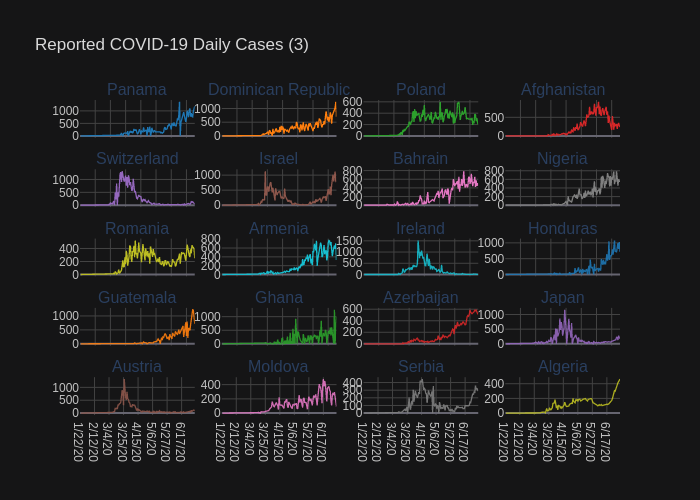 Reported COVID-19 Daily Cases (3)
Panama Dominican Republic Poland Afghanistan
1000 500 0
1000 500 0
600 400 200 0
500 0
Switzerland Israel Bahrain Nigeria
1000 500 0
1000 500 0
800 600 400 200 0
800 600 400 200 0
Romania Armenia Ireland Honduras
400 200 0
800 600 400 200 0
1500 1000 500 0
1000 500 0
Guatemala Ghana Azerbaijan Japan
1000 500 0
1000 500 0
600 400 200 0
1000 500 0
Austria Moldova Serbia Algeria
1000 500 0
400 200 0
400 300 200 100 0
400 200 0
1/22/20 2/12/20 3/4/20 3/25/20 4/15/20 5/6/20 5/27/20 6/17/20
1/22/20 2/12/20 3/4/20 3/25/20 4/15/20 5/6/20 5/27/20 6/17/20
1/22/20 2/12/20 3/4/20 3/25/20 4/15/20 5/6/20 5/27/20 6/17/20
1/22/20 2/12/20 3/4/20 3/25/20 4/15/20 5/6/20 5/27/20 6/17/20